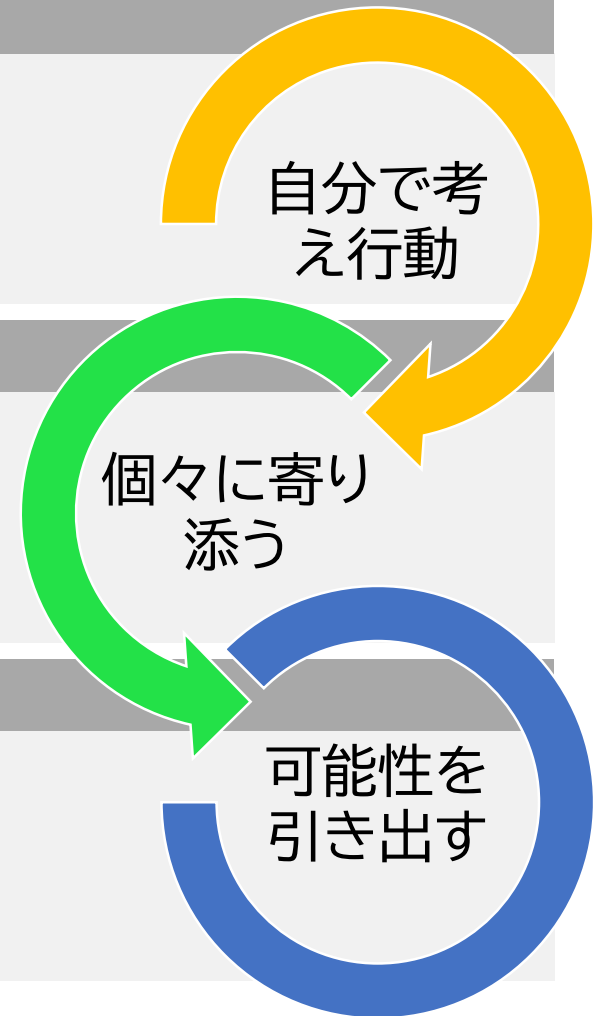 自分で考
え行動
個々に寄り
添う
可能性を
引き出す